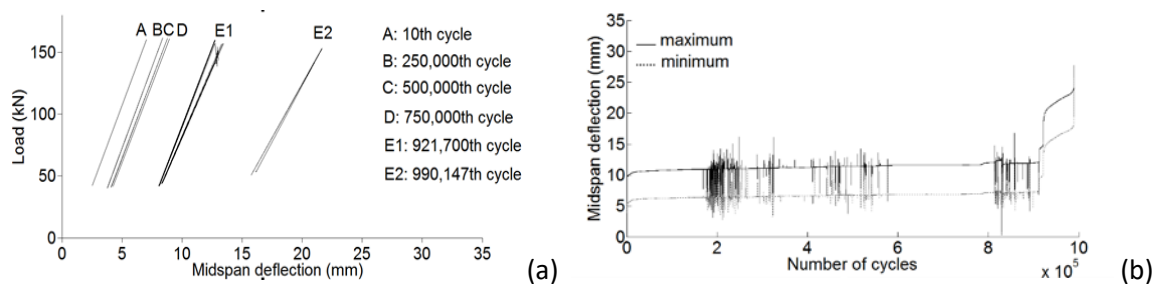 A BC D E1 E2
150
100
50
0
0 5 10 15 20 25 30 35
Load (kN)
Midspan deflection (mm)
A: 10th cycle
B: 250,000th cycle
C: 500,000th cycle
D: 750,000th cycle
E1: 921,700th cycle
E2: 990,147th cycle
(a)
35
30
25
20
15
10
5
0
0 2 4 6 8 10
Midspan deflection (mm)
maximum
minimum
Number of cycles
x 10⁵
(b)